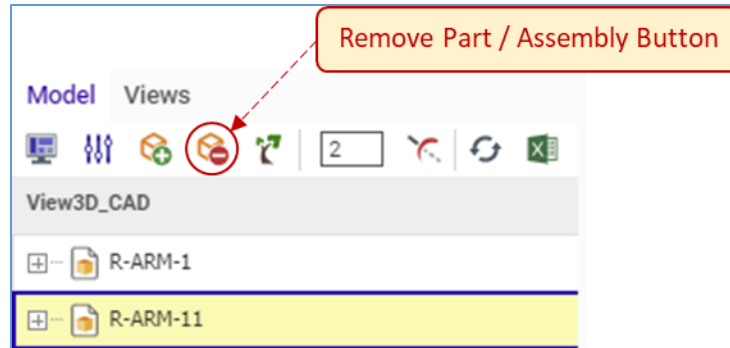 Remove Part / Assembly Button
Model Views
2
View3D_CAD
R-ARM-1
R-ARM-11